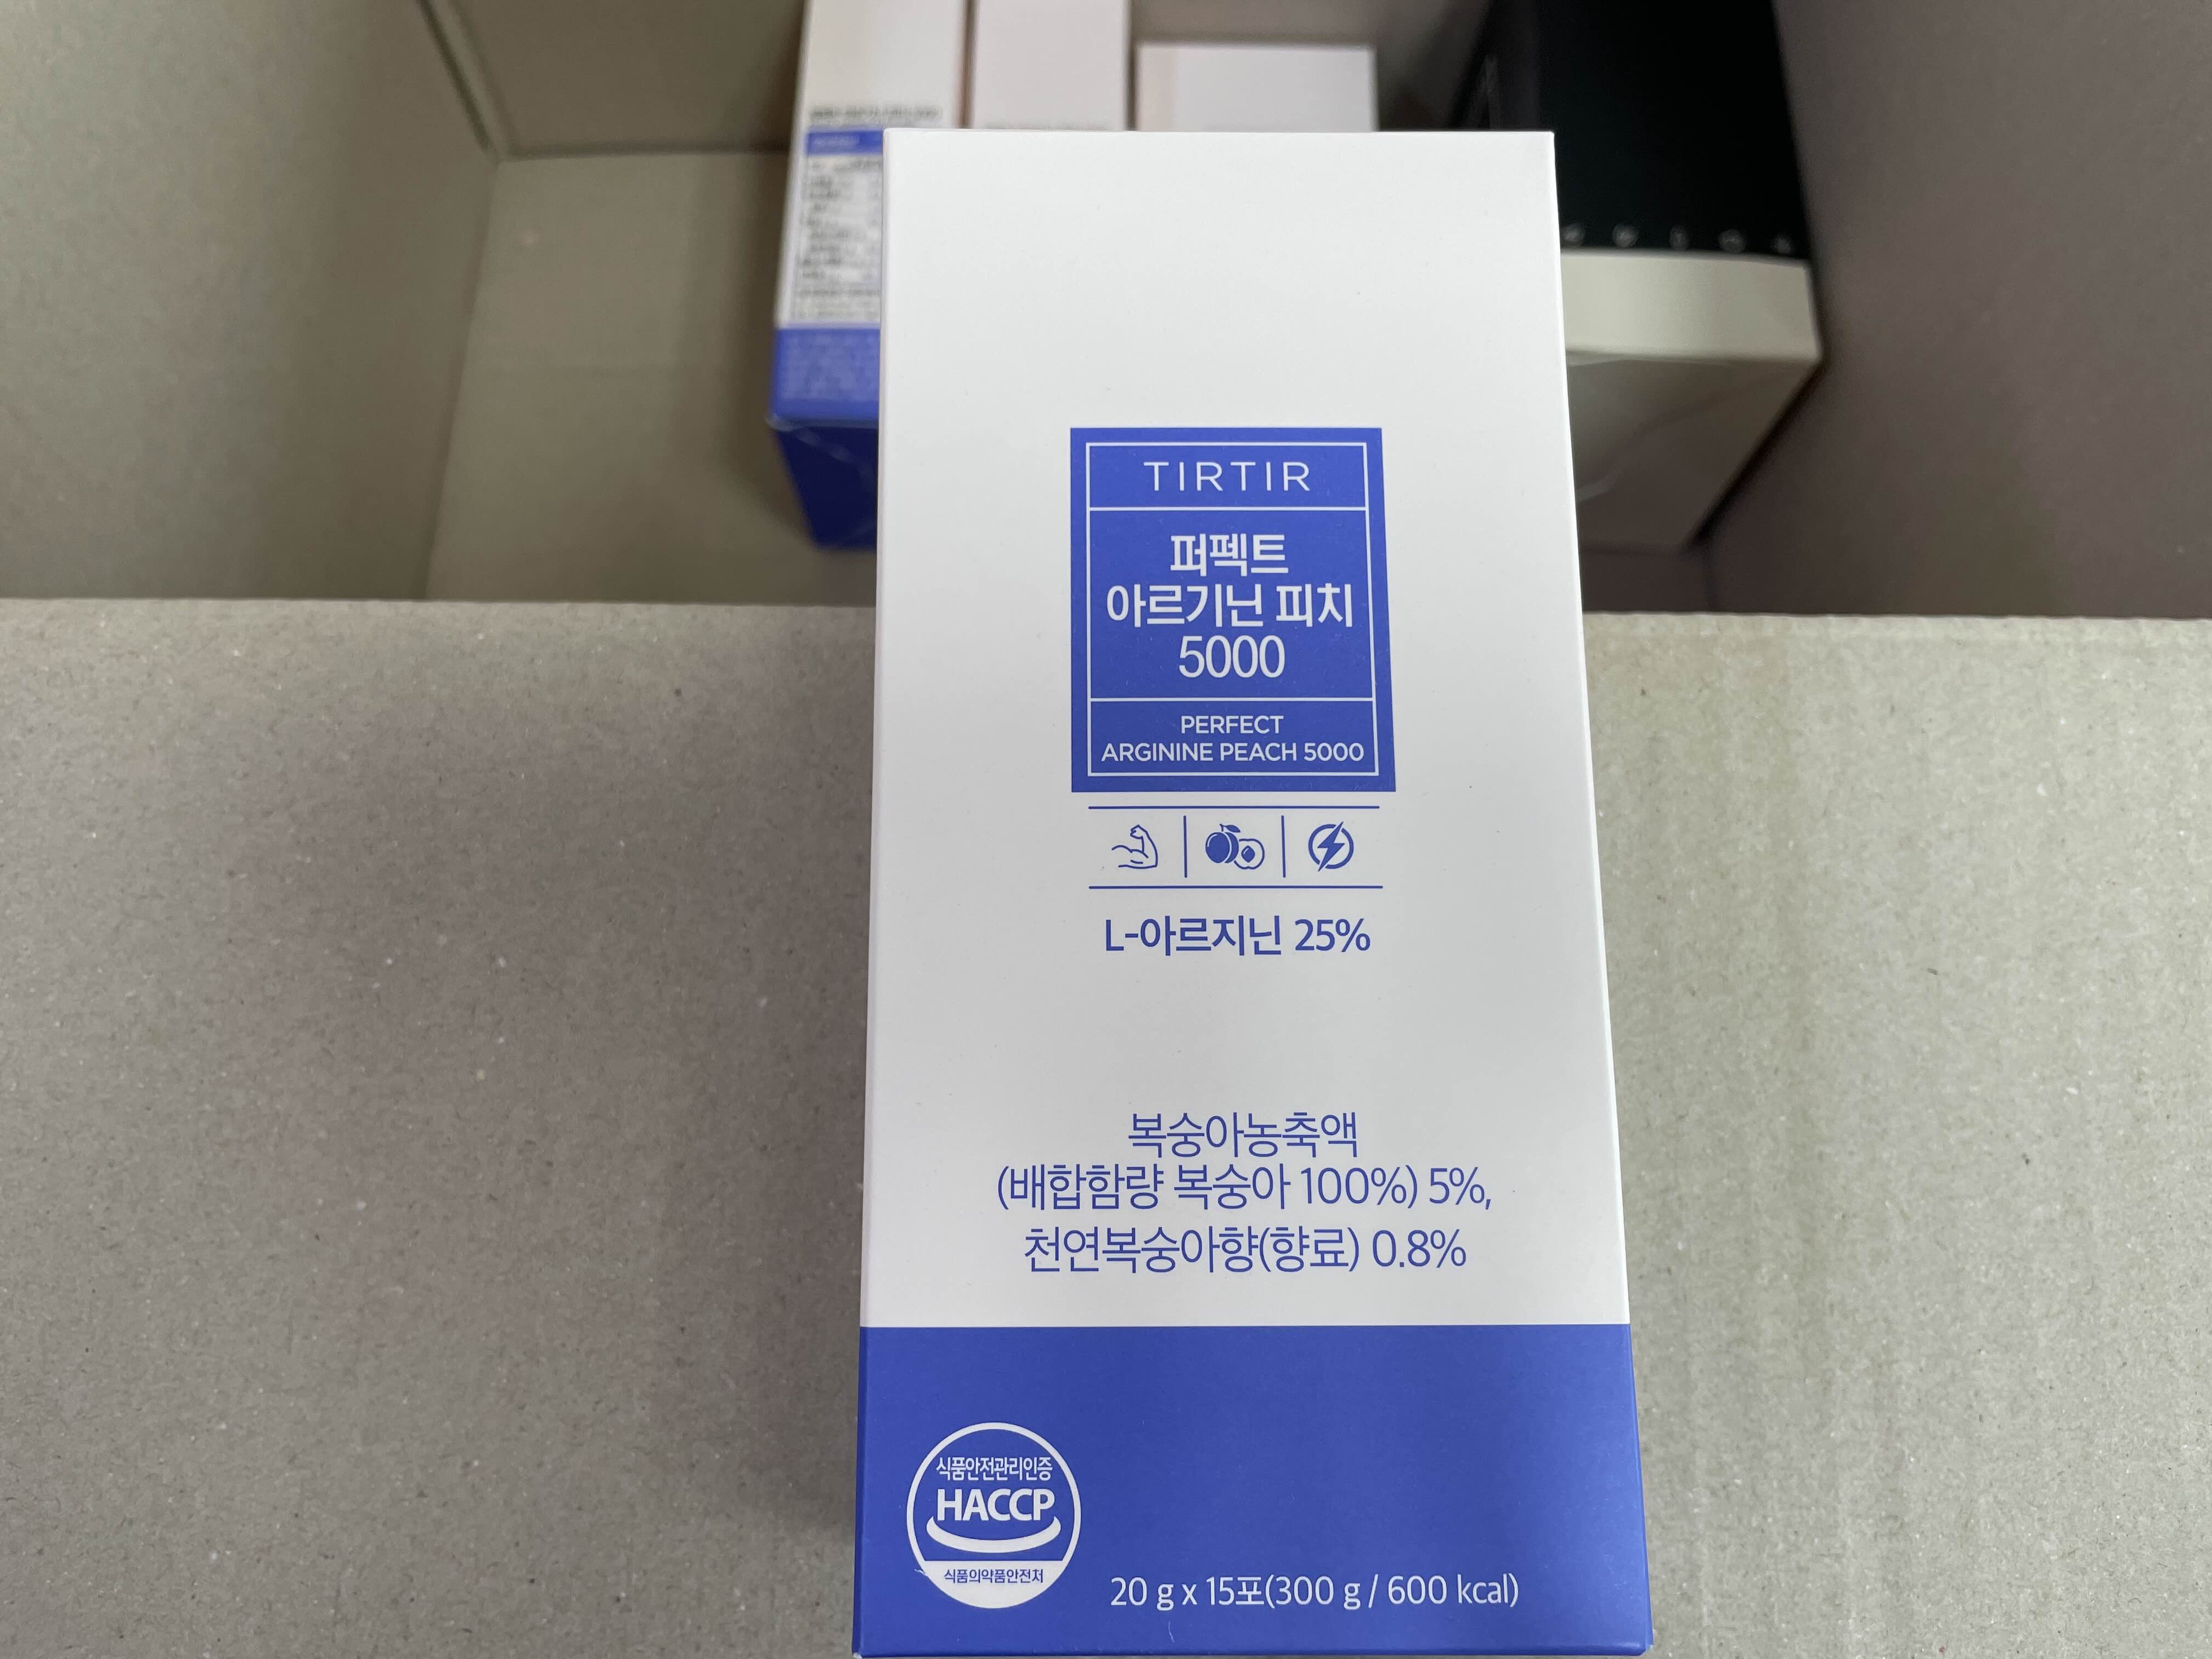 TIRTIR
퍼펙트
아르기닌 피치
5000
PERFECT
ARGININE PEACH 5000
L-아르지닌 25%
복숭아농축액
(배합함량 복숭아 100%) 5%,
천연복숭아향(향료) 0.8%
식품안전관리인증
HACCP
식품의약품안전처
20 g x 15포(300 g / 600 kcal)